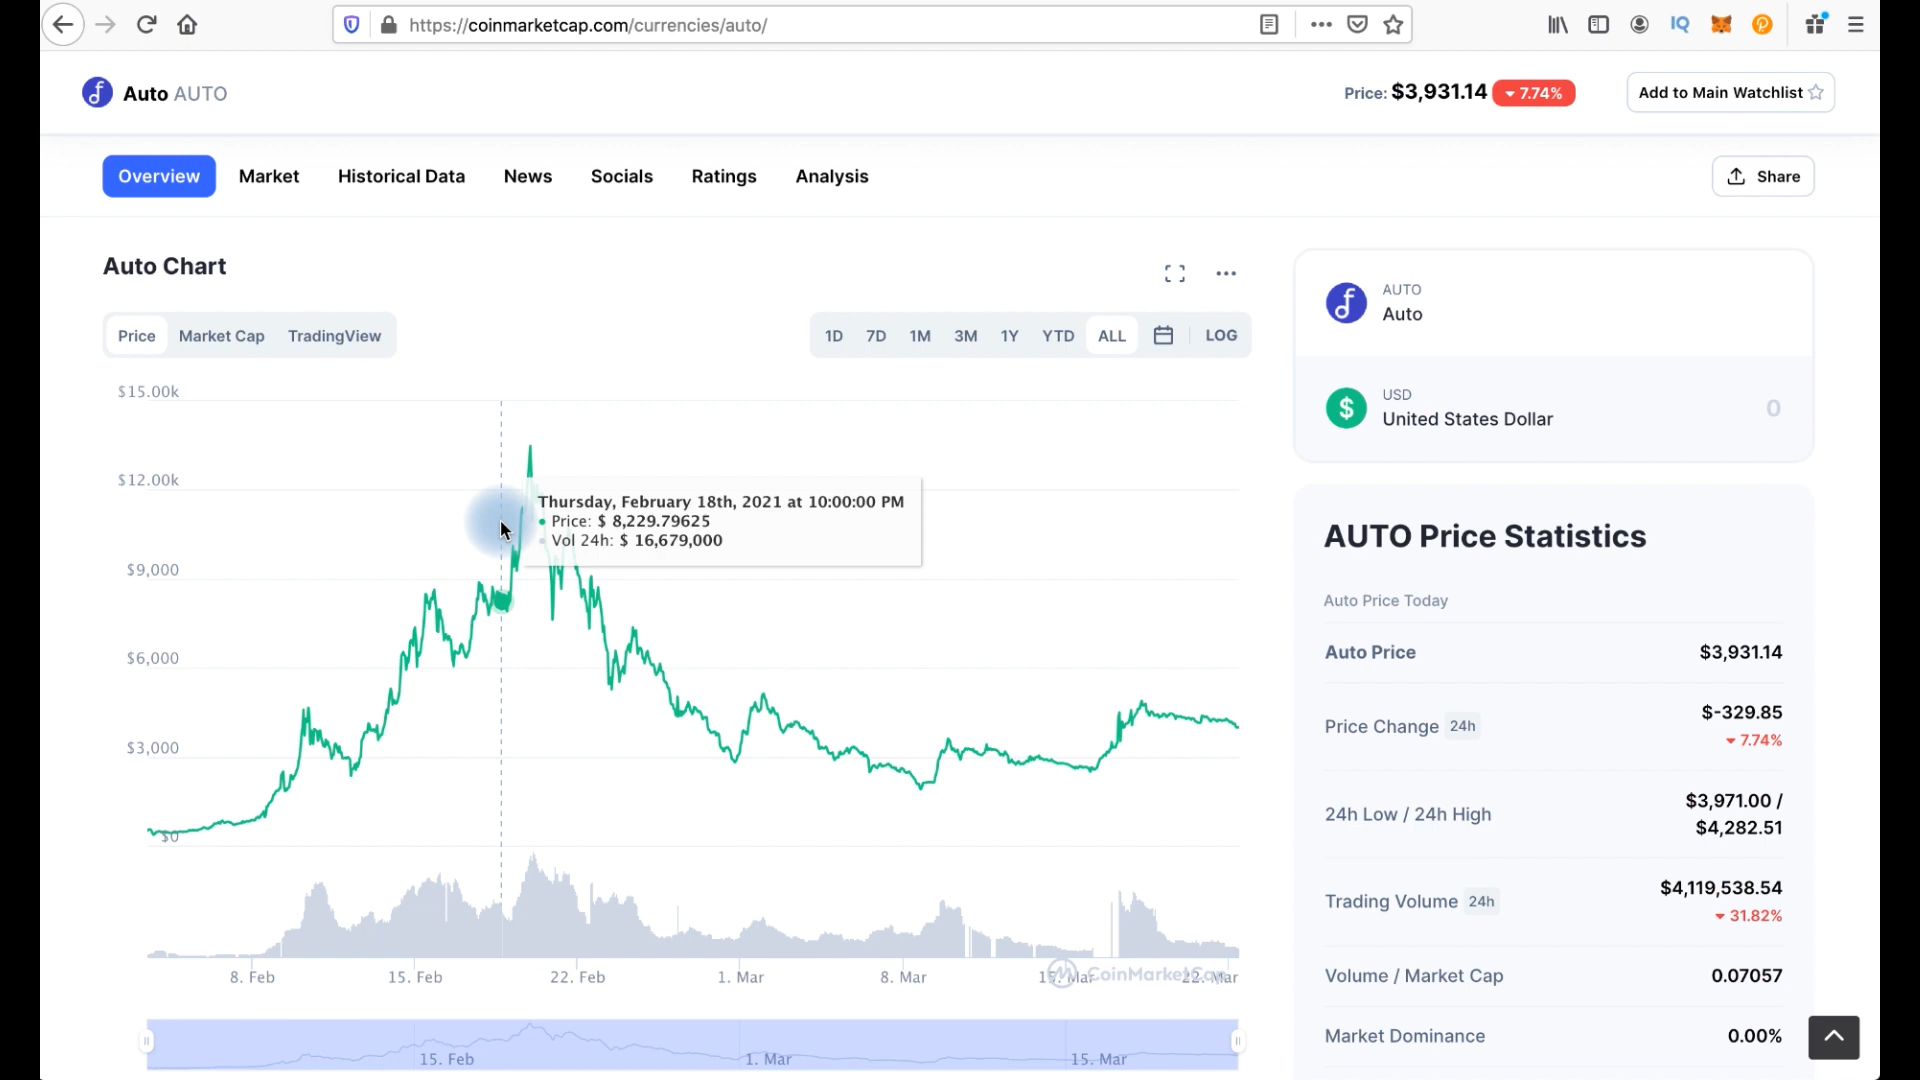 https://coinmarketcap.com/currencies/auto/
IQ
Auto AUTO
Price: $3,931.14 7.74%
Add to Main Watchlist
Overview Market Historical Data News Socials Ratings Analysis
Share
Auto Chart
Price Market Cap TradingView
1D 7D 1M 3M 1Y YTD ALL LOG
$15.00k
$12.00k
$9,000
$6,000
$3,000
$0
Thursday, February 18th, 2021 at 10:00:00 PM
Price: $ 8,229.79625
Vol 24h: $ 16,679,000
8. Feb 15. Feb 22. Feb 1. Mar 8. Mar 15. Mar 22. Mar
CoinMarketCap
15. Feb 1. Mar 15. Mar
AUTO
Auto
USD
United States Dollar
0
AUTO Price Statistics
Auto Price Today
Auto Price $3,931.14
Price Change 24h $-329.85
7.74%
24h Low / 24h High $3,971.00 /
$4,282.51
Trading Volume 24h $4,119,538.54
31.82%
Volume / Market Cap 0.07057
Market Dominance 0.00%